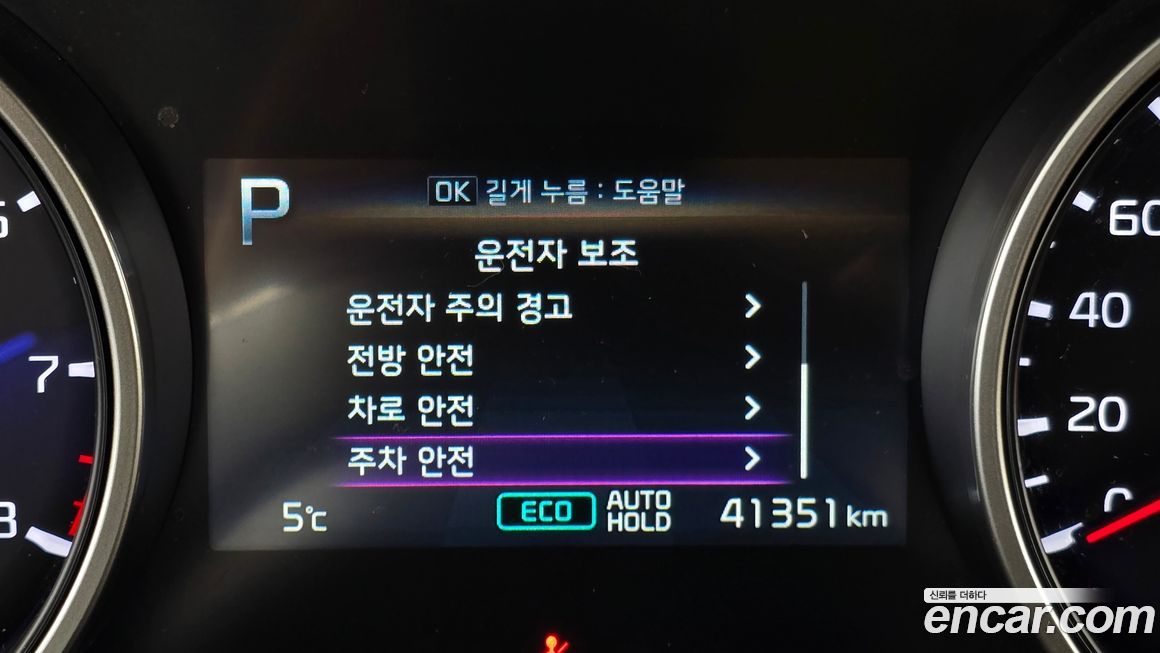 P
OK 길게 누름 : 도움말
운전자 보조
운전자 주의 경고 >
전방 안전 >
차로 안전 >
주차 안전 >
5℃ ECO AUTO HOLD 41351 km
7
60
40
20
0
신뢰를 더하다
encar.com